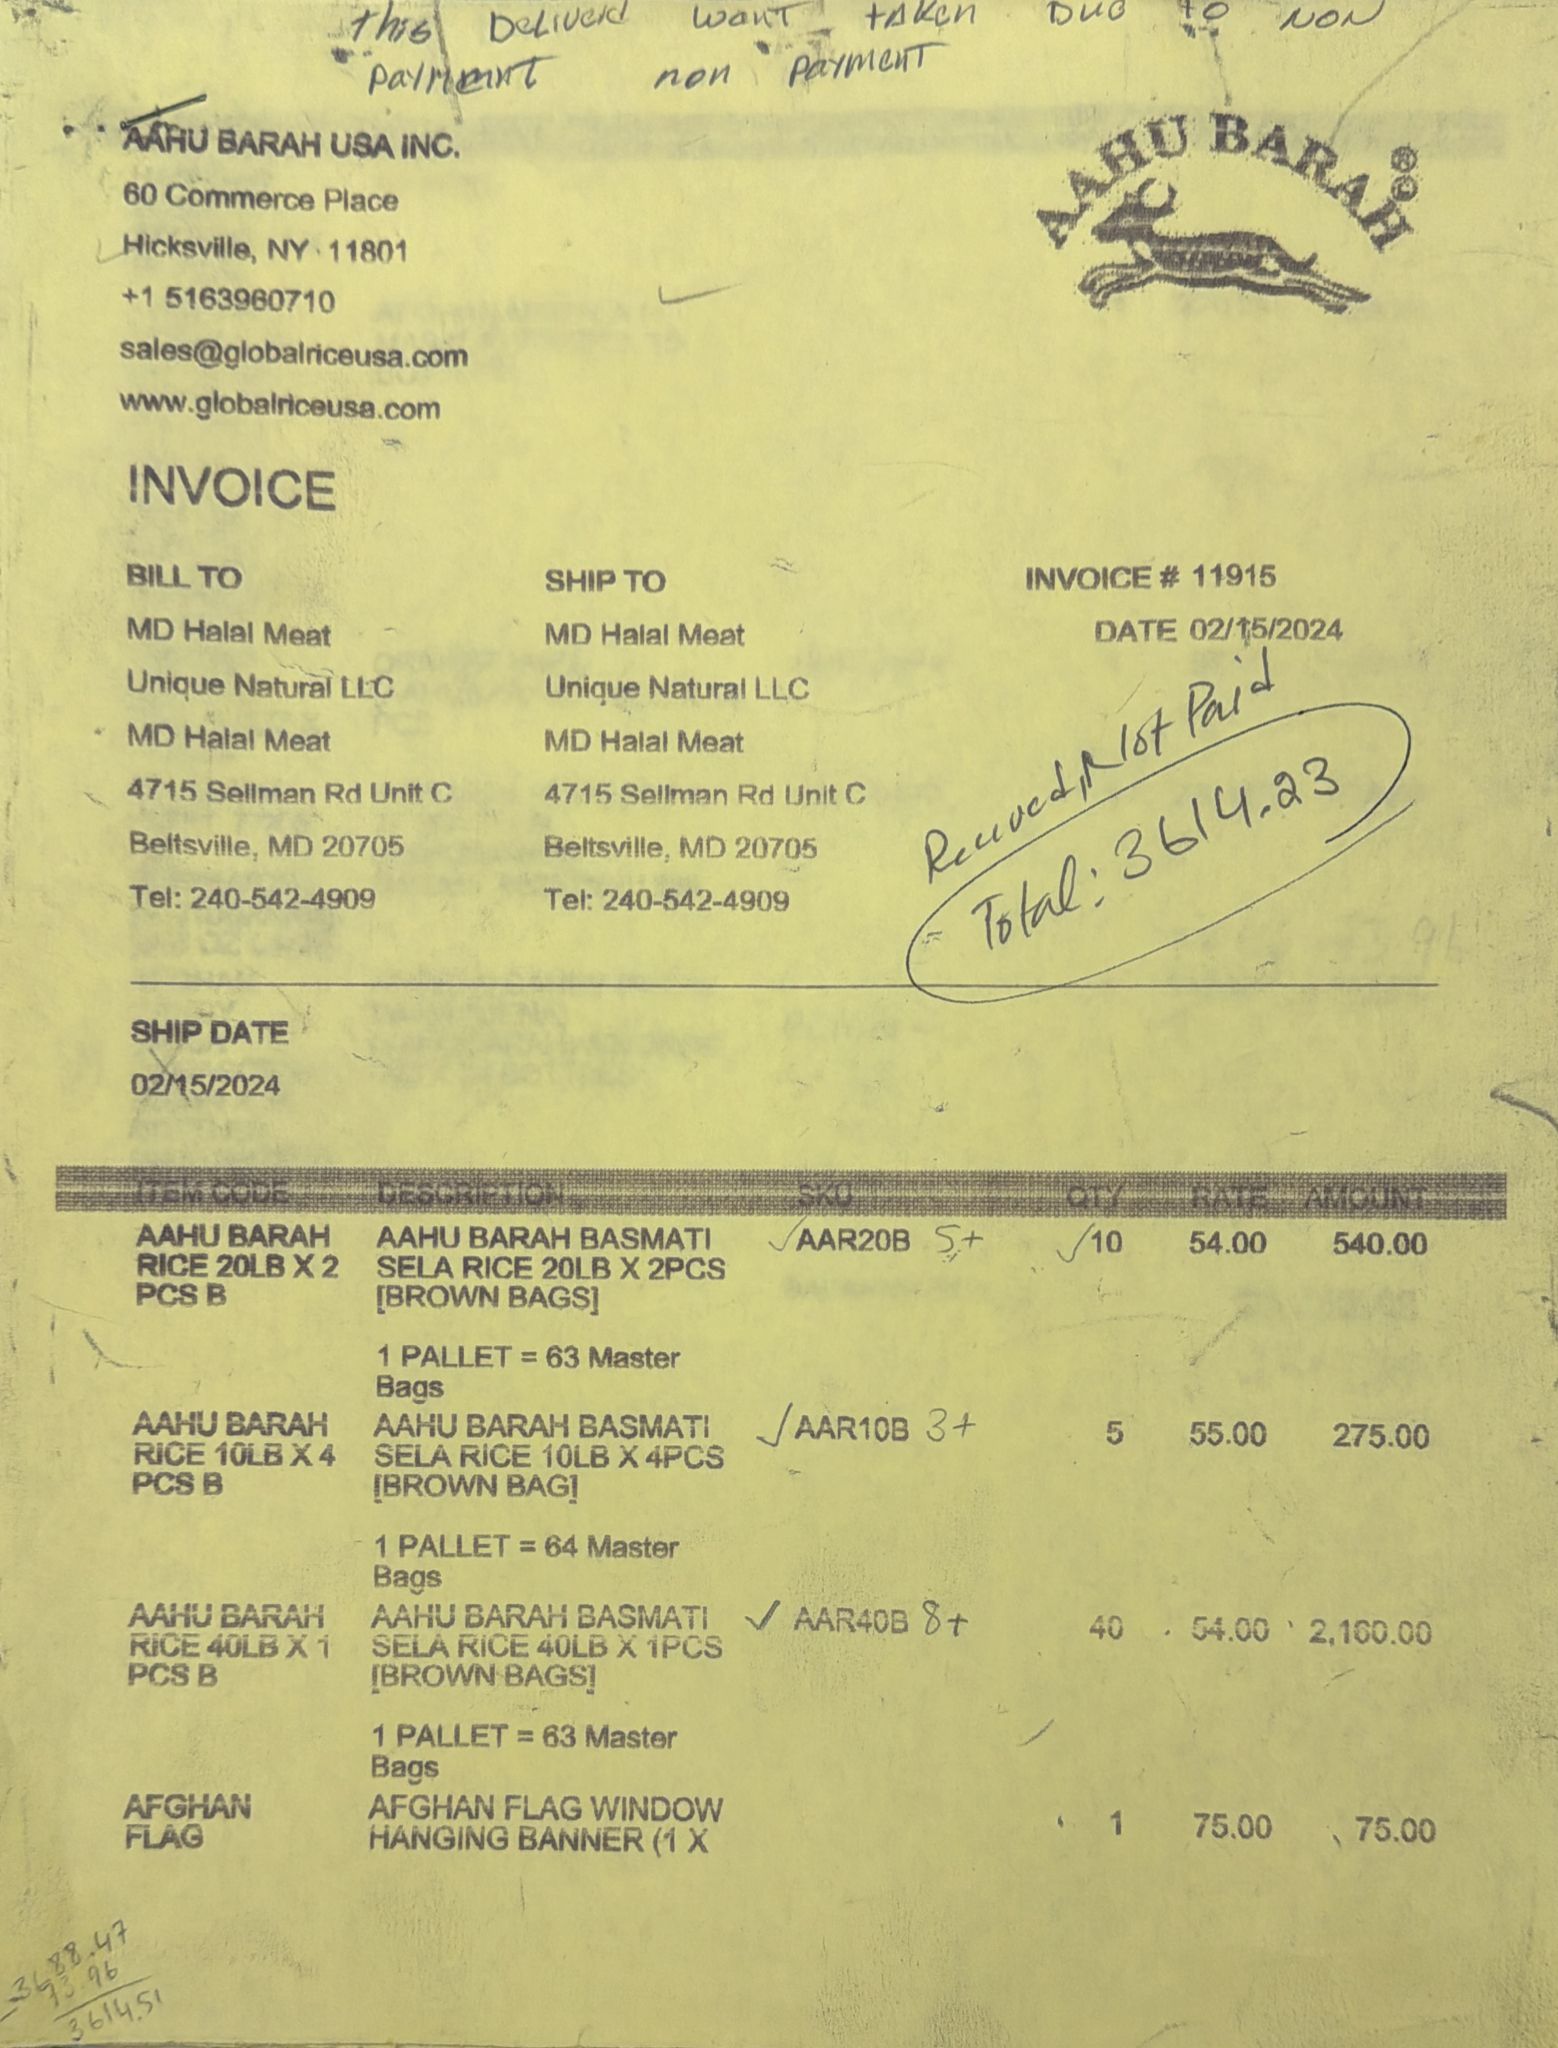 this Deliverd want taken Due to non
payment non payment
AAHU BARAH USA INC.
60 Commerce Place
Hicksville, NY 11801
+1 5163960710
sales@globalriceusa.com
www.globalriceusa.com
AAHU BARAH ® ©
INVOICE
BILL TO
MD Halal Meat
Unique Natural LLC
MD Halal Meat
4715 Sellman Rd Unit C
Beltsville, MD 20705
Tel: 240-542-4909
SHIP TO
MD Halal Meat
Unique Natural LLC
MD Halal Meat
4715 Sellman Rd Unit C
Beltsville, MD 20705
Tel: 240-542-4909
INVOICE # 11915
DATE 02/15/2024
Received, Not Paid
Total: 3614.23
SHIP DATE
02/15/2024
ITEM CODE DESCRIPTION SKU QTY RATE AMOUNT
AAHU BARAH AAHU BARAH BASMATI AAR20B 5+ 10 54.00 540.00
RICE 20LB X 2 SELA RICE 20LB X 2PCS
PCS B [BROWN BAGS]
1 PALLET = 63 Master
Bags
AAHU BARAH AAHU BARAH BASMATI AAR10B 3+ 5 55.00 275.00
RICE 10LB X 4 SELA RICE 10LB X 4PCS
PCS B [BROWN BAG]
1 PALLET = 64 Master
Bags
AAHU BARAH AAHU BARAH BASMATI AAR40B 8+ 40 54.00 2,160.00
RICE 40LB X 1 SELA RICE 40LB X 1PCS
PCS B [BROWN BAGS]
1 PALLET = 63 Master
Bags
AFGHAN AFGHAN FLAG WINDOW 1 75.00 75.00
FLAG HANGING BANNER (1 X
3688.47
73.96
3614.51